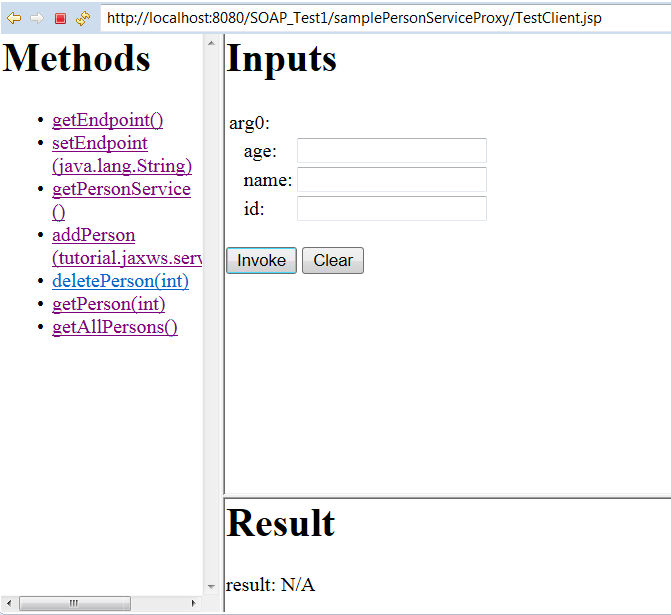 http://localhost:8080/SOAP_Test1/samplePersonServiceProxy/TestClient.jsp
Methods
getEndpoint()
setEndpoint
(java.lang.String)
getPersonService
()
addPerson
(tutorial.jaxws.serv
deletePerson(int)
getPerson(int)
getAllPersons()
Inputs
arg0:
age:
name:
id:
Invoke Clear
Result
result: N/A